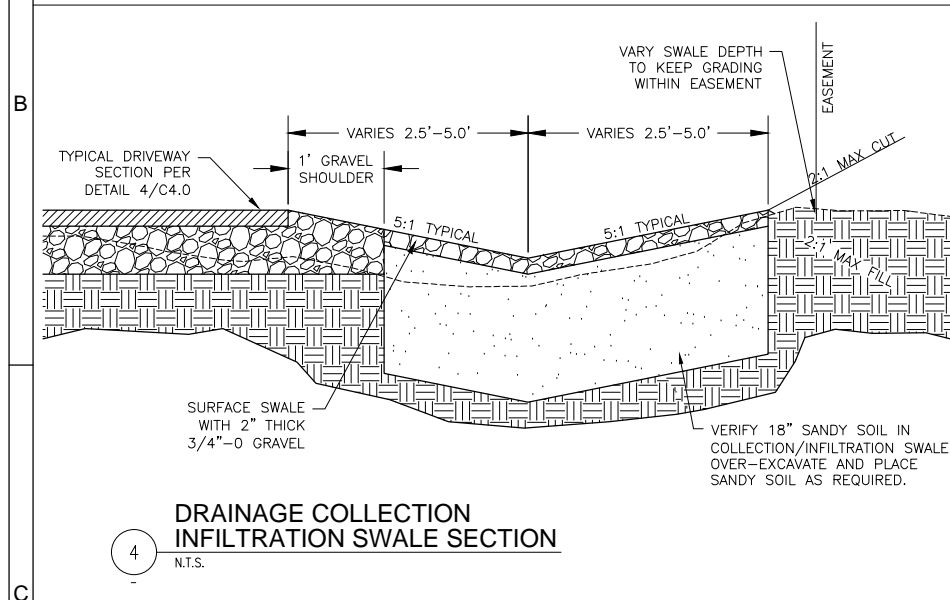 B
VARY SWALE DEPTH
TO KEEP GRADING
WITHIN EASEMENT
EASEMENT
VARIES 2.5'-5.0'
VARIES 2.5'-5.0'
TYPICAL DRIVEWAY
SECTION PER
DETAIL 4/C4.0
1' GRAVEL
SHOULDER
2:1 MAX CUT
5:1 TYPICAL
5:1 TYPICAL
2:1 MAX FILL
SURFACE SWALE
WITH 2" THICK
3/4"-0 GRAVEL
VERIFY 18" SANDY SOIL IN
COLLECTION/INFILTRATION SWALE
OVER-EXCAVATE AND PLACE
SANDY SOIL AS REQUIRED.
4
-
DRAINAGE COLLECTION
INFILTRATION SWALE SECTION
N.T.S.
C